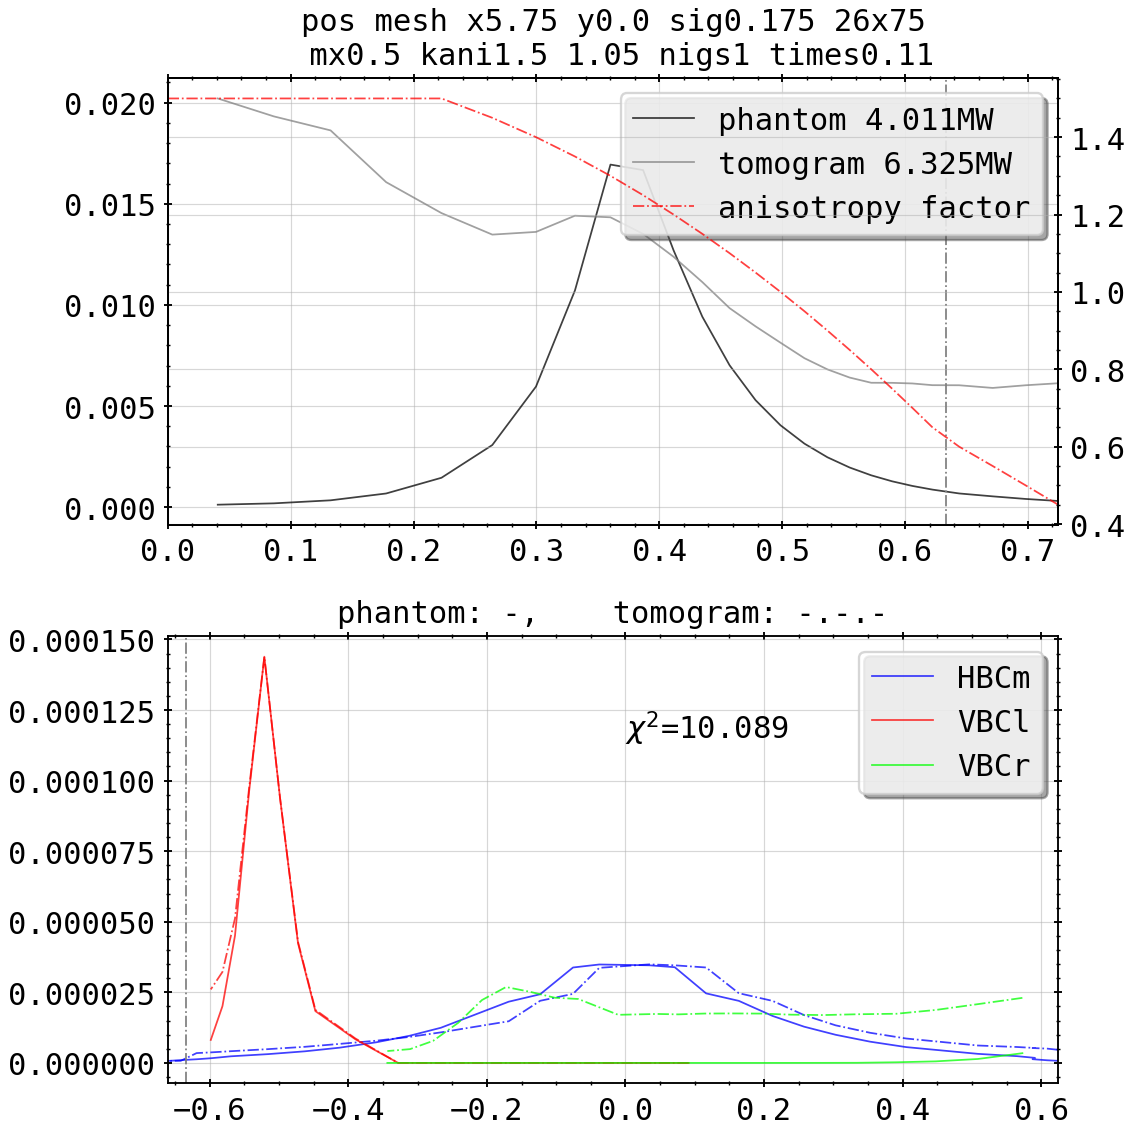 pos mesh x5.75 y0.0 sig0.175 26x75
mx0.5 kani1.5 1.05 nigs1 times0.11
0.020
0.015
0.010
0.005
0.000
phantom 4.011MW
tomogram 6.325MW
anisotropy factor
1.4
1.2
1.0
0.8
0.6
0.4
0.0 0.1 0.2 0.3 0.4 0.5 0.6 0.7
phantom: -, tomogram: -.-.-
0.000150
0.000125
0.000100
0.000075
0.000050
0.000025
0.000000
χ²=10.089
HBCm
VBCl
VBCr
−0.6 −0.4 −0.2 0.0 0.2 0.4 0.6